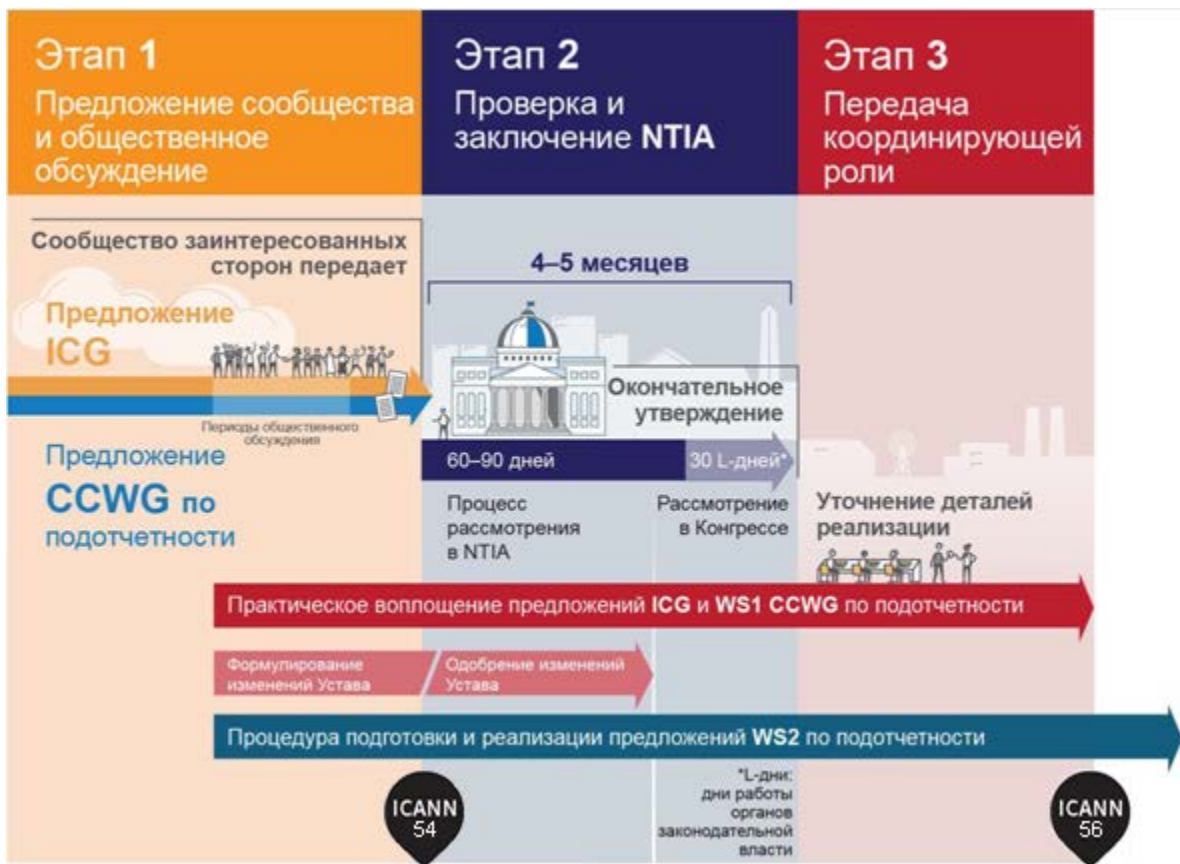 Этап 1
Предложение сообщества
и общественное
обсуждение
Этап 2
Проверка и
заключение NTIA
Этап 3
Передача
координирующей
роли
Сообщество заинтересованных
сторон передает
Предложение
ICG
Периоды общественного
обсуждения
Предложение
CCWG по
подотчетности
4–5 месяцев
Окончательное
утверждение
60–90 дней
30 L-дней*
Процесс
рассмотрения
в NTIA
Рассмотрение
в Конгрессе
Уточнение деталей
реализации
Практическое воплощение предложений ICG и WS1 CCWG по подотчетности
Формулирование
изменений Устава
Одобрение изменений
Устава
Процедура подготовки и реализации предложений WS2 по подотчетности
*L-дни:
дни работы
органов
законодательной
власти
ICANN
54
ICANN
56